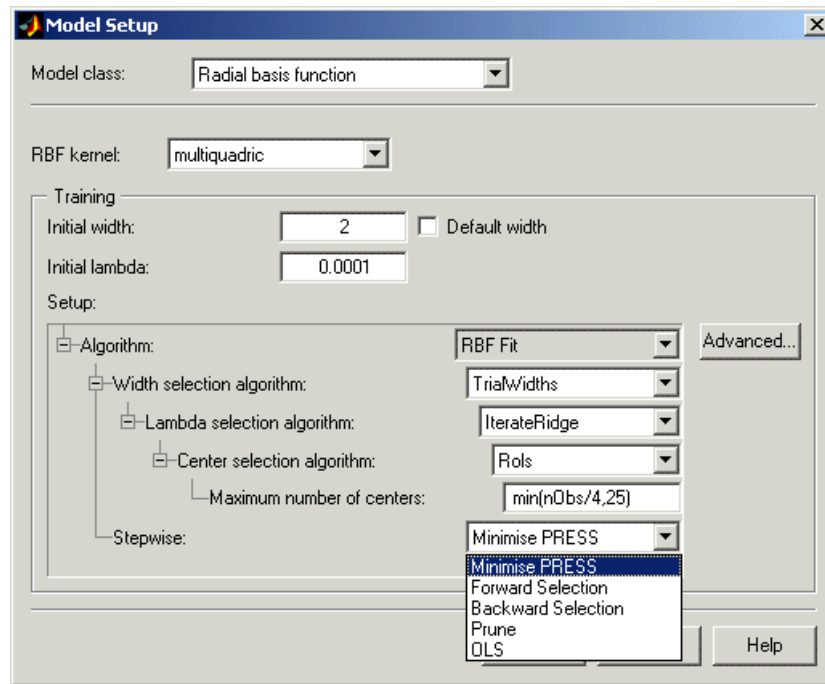 Model Setup
Model class: Radial basis function
RBF kernel: multiquadric
Training
Initial width: 2 Default width
Initial lambda: 0.0001
Setup:
Algorithm: RBF Fit Advanced...
Width selection algorithm: TrialWidths
Lambda selection algorithm: IterateRidge
Center selection algorithm: Rols
Maximum number of centers: min(nObs/4,25)
Stepwise: Minimise PRESS
Minimise PRESS
Forward Selection
Backward Selection
Prune
OLS
Help